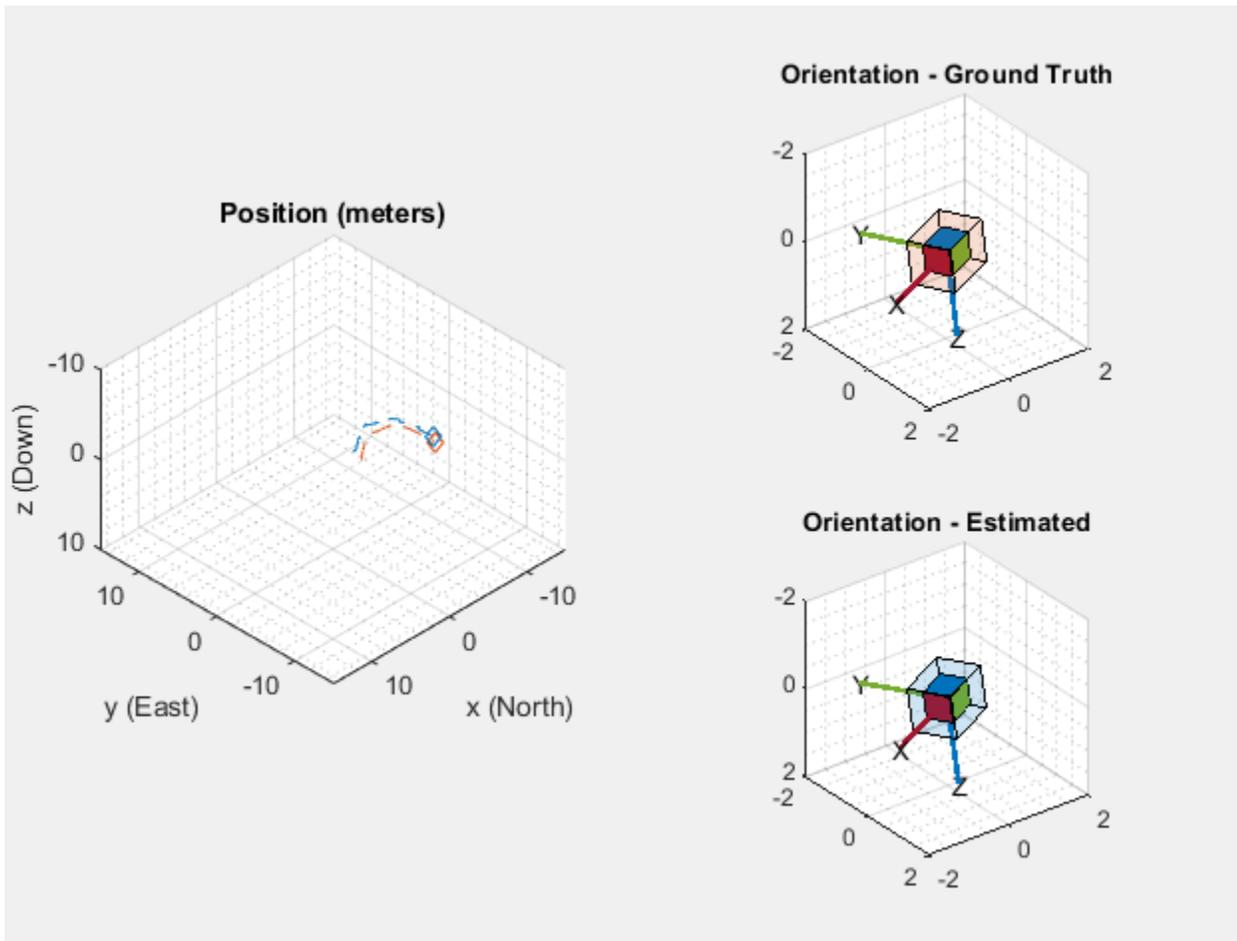 Position (meters)
-10
0
10
z (Down)
10
0
-10
y (East)
10
0
-10
x (North)
Orientation - Ground Truth
-2
0
2
-2
0
2
-2
0
2
Y
X
Z
Orientation - Estimated
-2
0
2
-2
0
2
-2
0
2
Y
X
Z